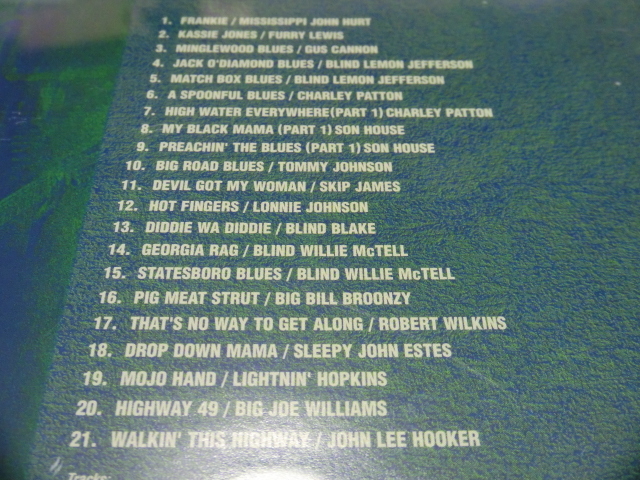 1. FRANKIE / MISSISSIPPI JOHN HURT
2. KASSIE JONES / FURRY LEWIS
3. MINGLEWOOD BLUES / GUS CANNON
4. JACK O'DIAMOND BLUES / BLIND LEMON JEFFERSON
5. MATCH BOX BLUES / BLIND LEMON JEFFERSON
6. A SPOONFUL BLUES / CHARLEY PATTON
7. HIGH WATER EVERYWHERE (PART 1) CHARLEY PATTON
8. MY BLACK MAMA (PART 1) SON HOUSE
9. PREACHIN' THE BLUES (PART 1) SON HOUSE
10. BIG ROAD BLUES / TOMMY JOHNSON
11. DEVIL GOT MY WOMAN / SKIP JAMES
12. HOT FINGERS / LONNIE JOHNSON
13. DIDDIE WA DIDDIE / BLIND BLAKE
14. GEORGIA RAG / BLIND WILLIE McTELL
15. STATESBORO BLUES / BLIND WILLIE McTELL
16. PIG MEAT STRUT / BIG BILL BROONZY
17. THAT'S NO WAY TO GET ALONG / ROBERT WILKINS
18. DROP DOWN MAMA / SLEEPY JOHN ESTES
19. MOJO HAND / LIGHTNIN' HOPKINS
20. HIGHWAY 49 / BIG JOE WILLIAMS
21. WALKIN' THIS HIGHWAY / JOHN LEE HOOKER
Tracks: